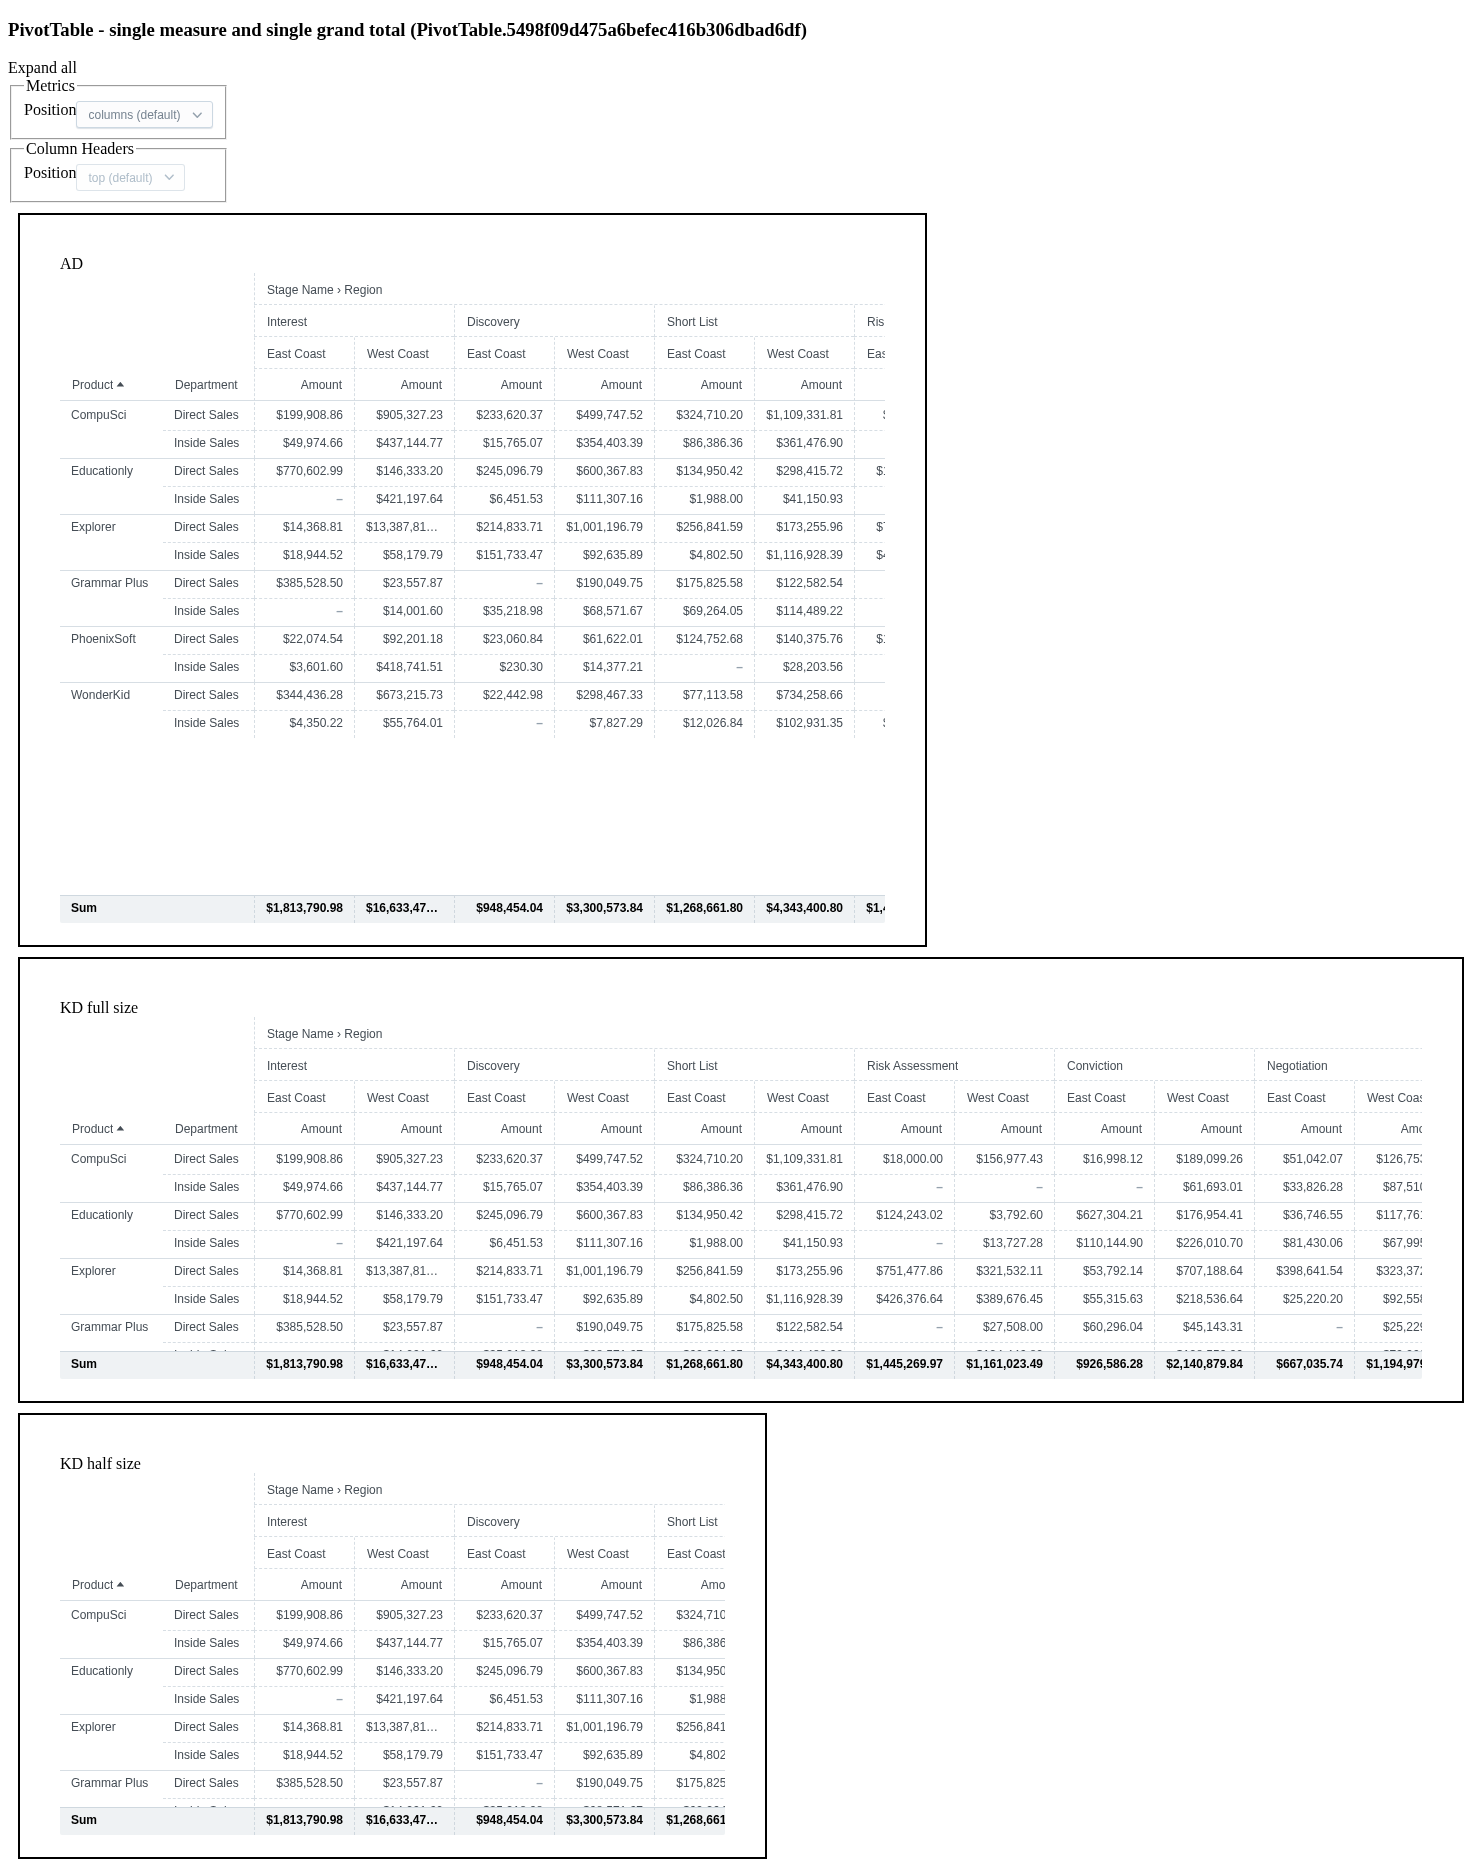 PivotTable - single measure and single grand total (PivotTable.5498f09d475a6befec416b306dbad6df)
Expand all
Metrics
Position columns (default)
Column Headers
Position top (default)
AD
Stage Name › Region
Interest Discovery Short List Ris
East Coast West Coast East Coast West Coast East Coast West Coast Eas
Product Department Amount Amount Amount Amount Amount Amount
CompuSci Direct Sales $199,908.86 $905,327.23 $233,620.37 $499,747.52 $324,710.20 $1,109,331.81 $
Inside Sales $49,974.66 $437,144.77 $15,765.07 $354,403.39 $86,386.36 $361,476.90
Educationly Direct Sales $770,602.99 $146,333.20 $245,096.79 $600,367.83 $134,950.42 $298,415.72 $1
Inside Sales – $421,197.64 $6,451.53 $111,307.16 $1,988.00 $41,150.93
Explorer Direct Sales $14,368.81 $13,387,81… $214,833.71 $1,001,196.79 $256,841.59 $173,255.96 $7
Inside Sales $18,944.52 $58,179.79 $151,733.47 $92,635.89 $4,802.50 $1,116,928.39 $4
Grammar Plus Direct Sales $385,528.50 $23,557.87 – $190,049.75 $175,825.58 $122,582.54
Inside Sales – $14,001.60 $35,218.98 $68,571.67 $69,264.05 $114,489.22
PhoenixSoft Direct Sales $22,074.54 $92,201.18 $23,060.84 $61,622.01 $124,752.68 $140,375.76 $1
Inside Sales $3,601.60 $418,741.51 $230.30 $14,377.21 – $28,203.56
WonderKid Direct Sales $344,436.28 $673,215.73 $22,442.98 $298,467.33 $77,113.58 $734,258.66
Inside Sales $4,350.22 $55,764.01 – $7,827.29 $12,026.84 $102,931.35 $
Sum $1,813,790.98 $16,633,47… $948,454.04 $3,300,573.84 $1,268,661.80 $4,343,400.80 $1,4
KD full size
Stage Name › Region
Interest Discovery Short List Risk Assessment Conviction Negotiation
East Coast West Coast East Coast West Coast East Coast West Coast East Coast West Coast East Coast West Coast East Coast West Coas
Product Department Amount Amount Amount Amount Amount Amount Amount Amount Amount Amount Amount Amo
CompuSci Direct Sales $199,908.86 $905,327.23 $233,620.37 $499,747.52 $324,710.20 $1,109,331.81 $18,000.00 $156,977.43 $16,998.12 $189,099.26 $51,042.07 $126,753
Inside Sales $49,974.66 $437,144.77 $15,765.07 $354,403.39 $86,386.36 $361,476.90 – – – $61,693.01 $33,826.28 $87,510
Educationly Direct Sales $770,602.99 $146,333.20 $245,096.79 $600,367.83 $134,950.42 $298,415.72 $124,243.02 $3,792.60 $627,304.21 $176,954.41 $36,746.55 $117,761
Inside Sales – $421,197.64 $6,451.53 $111,307.16 $1,988.00 $41,150.93 – $13,727.28 $110,144.90 $226,010.70 $81,430.06 $67,995
Explorer Direct Sales $14,368.81 $13,387,81… $214,833.71 $1,001,196.79 $256,841.59 $173,255.96 $751,477.86 $321,532.11 $53,792.14 $707,188.64 $398,641.54 $323,372
Inside Sales $18,944.52 $58,179.79 $151,733.47 $92,635.89 $4,802.50 $1,116,928.39 $426,376.64 $389,676.45 $55,315.63 $218,536.64 $25,220.20 $92,558
Grammar Plus Direct Sales $385,528.50 $23,557.87 – $190,049.75 $175,825.58 $122,582.54 – $27,508.00 $60,296.04 $45,143.31 – $25,229
Sum $1,813,790.98 $16,633,47… $948,454.04 $3,300,573.84 $1,268,661.80 $4,343,400.80 $1,445,269.97 $1,161,023.49 $926,586.28 $2,140,879.84 $667,035.74 $1,194,979
KD half size
Stage Name › Region
Interest Discovery Short List
East Coast West Coast East Coast West Coast East Coast
Product Department Amount Amount Amount Amount Amo
CompuSci Direct Sales $199,908.86 $905,327.23 $233,620.37 $499,747.52 $324,710
Inside Sales $49,974.66 $437,144.77 $15,765.07 $354,403.39 $86,386
Educationly Direct Sales $770,602.99 $146,333.20 $245,096.79 $600,367.83 $134,950
Inside Sales – $421,197.64 $6,451.53 $111,307.16 $1,988
Explorer Direct Sales $14,368.81 $13,387,81… $214,833.71 $1,001,196.79 $256,841
Inside Sales $18,944.52 $58,179.79 $151,733.47 $92,635.89 $4,802
Grammar Plus Direct Sales $385,528.50 $23,557.87 – $190,049.75 $175,825
Sum $1,813,790.98 $16,633,47… $948,454.04 $3,300,573.84 $1,268,661